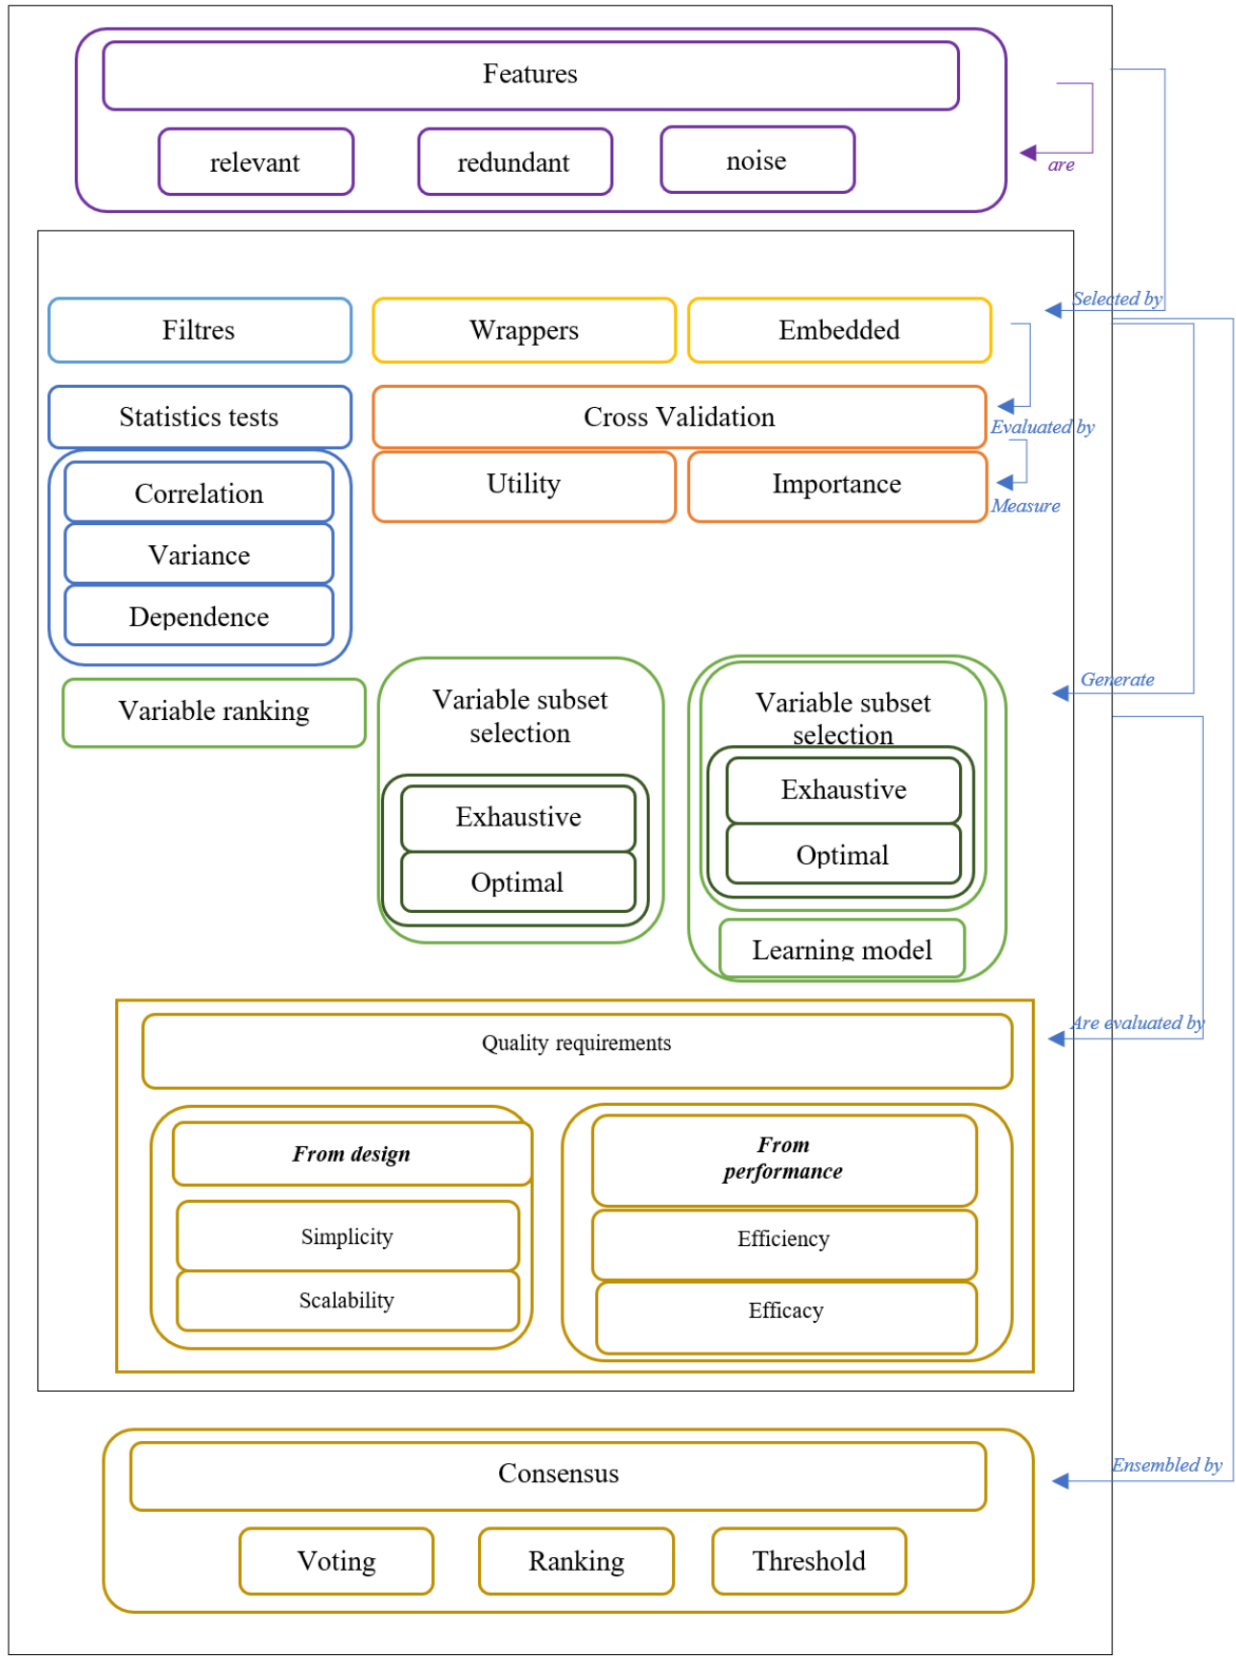 Features
relevant
redundant
noise
are
Selected by
Filtres
Wrappers
Embedded
Statistics tests
Cross Validation
Evaluated by
Correlation
Utility
Importance
Measure
Variance
Dependence
Variable ranking
Variable subset
selection
Exhaustive
Optimal
Variable subset
selection
Exhaustive
Optimal
Learning model
Generate
Quality requirements
Are evaluated by
From design
Simplicity
Scalability
From
performance
Efficiency
Efficacy
Consensus
Ensembled by
Voting
Ranking
Threshold